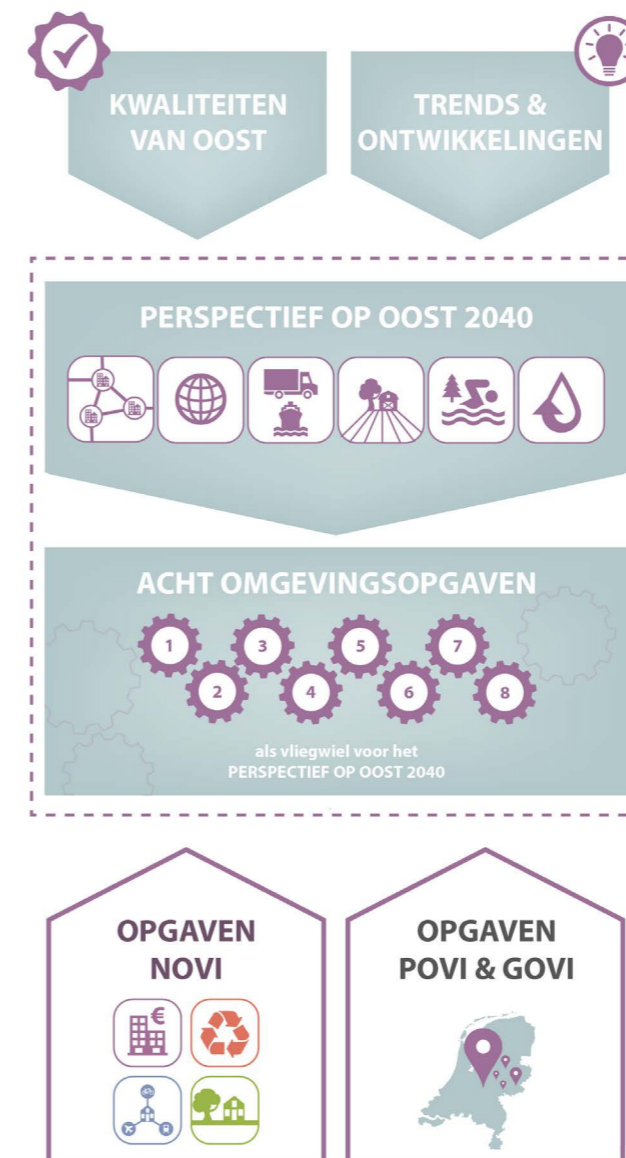 KWALITEITEN
VAN OOST
TRENDS &
ONTWIKKELINGEN
PERSPECTIEF OP OOST 2040
ACHT OMGEVINGSOPGAVEN
1
2
3
4
5
6
7
8
als vliegwiel voor het
PERSPECTIEF OP OOST 2040
OPGAVEN
NOVI
€
OPGAVEN
POVI & GOVI